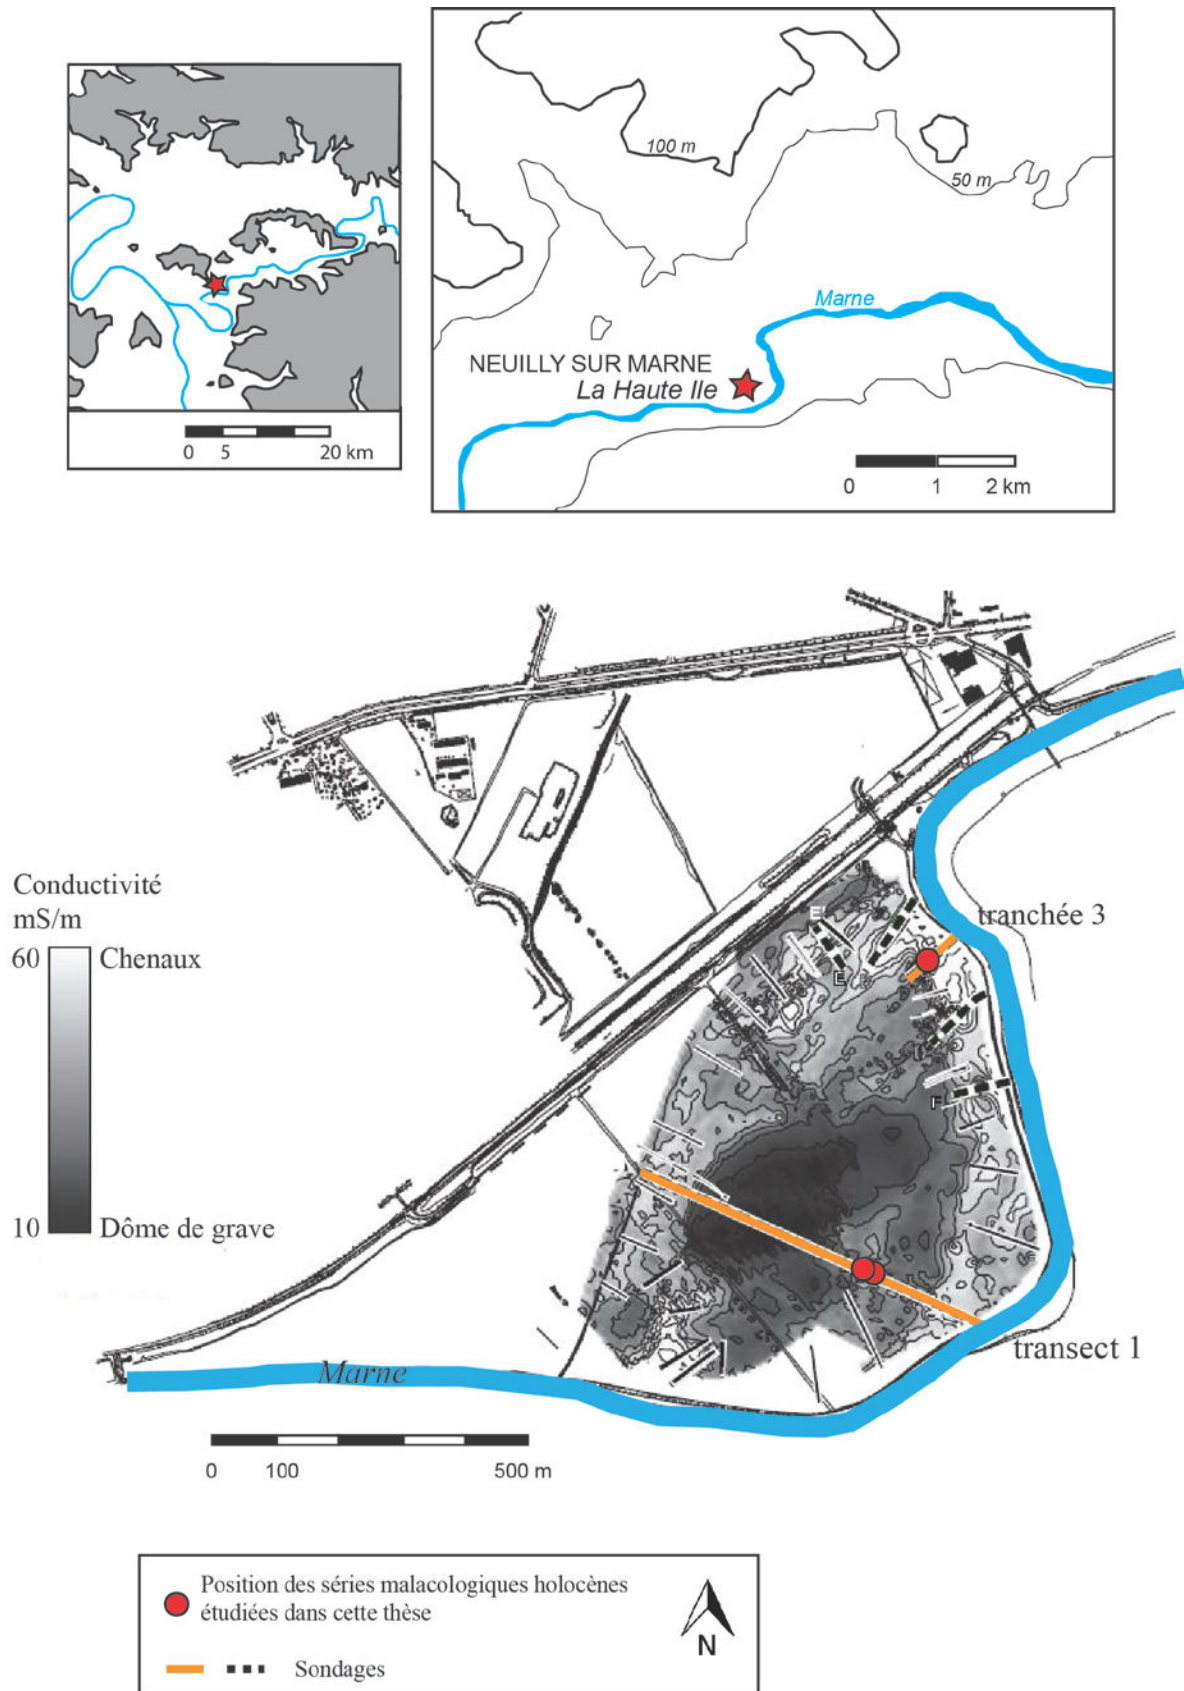 0 5 20 km
100 m
50 m
Marne
NEUILLY SUR MARNE
La Haute Ile
0 1 2 km
Conductivité
mS/m
60 Chenaux
10 Dôme de grave
E
E
F
tranchée 3
transect 1
Marne
0 100 500 m
Position des séries malacologiques holocènes
étudiées dans cette thèse
N
Sondages